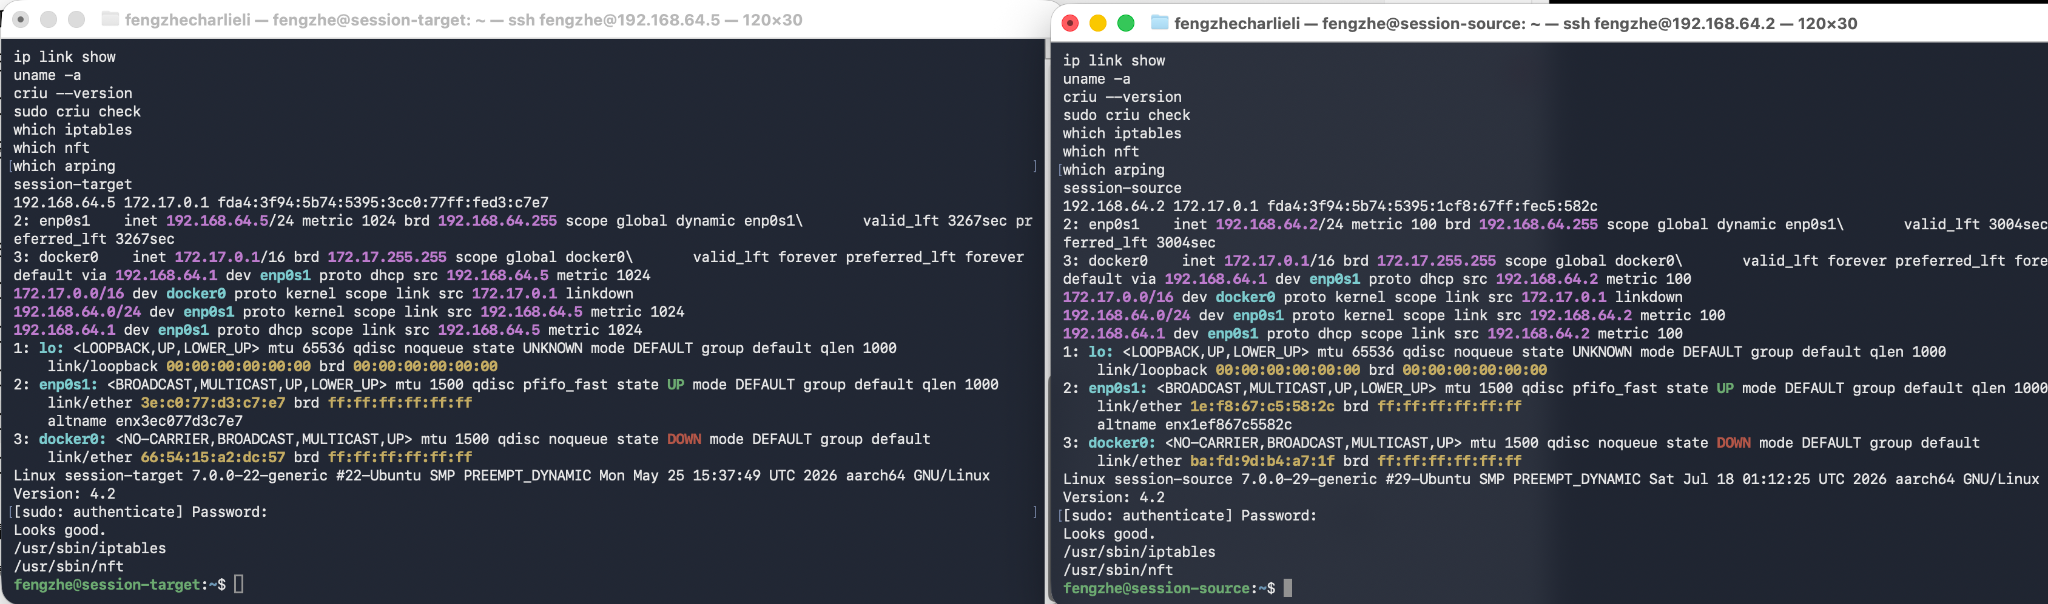 fengzhecharlieli — fengzhe@session-target: ~ — ssh fengzhe@192.168.64.5 — 120×30
ip link show
uname -a
criu --version
sudo criu check
which iptables
which nft
[which arping ]
session-target
192.168.64.5 172.17.0.1 fda4:3f94:5b74:5395:3cc0:77ff:fed3:c7e7
2: enp0s1    inet 192.168.64.5/24 metric 1024 brd 192.168.64.255 scope global dynamic enp0s1\       valid_lft 3267sec pr
eferred_lft 3267sec
3: docker0    inet 172.17.0.1/16 brd 172.17.255.255 scope global docker0\       valid_lft forever preferred_lft forever
default via 192.168.64.1 dev enp0s1 proto dhcp src 192.168.64.5 metric 1024
172.17.0.0/16 dev docker0 proto kernel scope link src 172.17.0.1 linkdown
192.168.64.0/24 dev enp0s1 proto kernel scope link src 192.168.64.5 metric 1024
192.168.64.1 dev enp0s1 proto dhcp scope link src 192.168.64.5 metric 1024
1: lo: <LOOPBACK,UP,LOWER_UP> mtu 65536 qdisc noqueue state UNKNOWN mode DEFAULT group default qlen 1000
    link/loopback 00:00:00:00:00:00 brd 00:00:00:00:00:00
2: enp0s1: <BROADCAST,MULTICAST,UP,LOWER_UP> mtu 1500 qdisc pfifo_fast state UP mode DEFAULT group default qlen 1000
    link/ether 3e:c0:77:d3:c7:e7 brd ff:ff:ff:ff:ff:ff
    altname enx3ec077d3c7e7
3: docker0: <NO-CARRIER,BROADCAST,MULTICAST,UP> mtu 1500 qdisc noqueue state DOWN mode DEFAULT group default
    link/ether 66:54:15:a2:dc:57 brd ff:ff:ff:ff:ff:ff
Linux session-target 7.0.0-22-generic #22-Ubuntu SMP PREEMPT_DYNAMIC Mon May 25 15:37:49 UTC 2026 aarch64 GNU/Linux
Version: 4.2
[[sudo: authenticate] Password: ]
Looks good.
/usr/sbin/iptables
/usr/sbin/nft
fengzhe@session-target:~$
fengzhecharlieli — fengzhe@session-source: ~ — ssh fengzhe@192.168.64.2 — 120×30
ip link show
uname -a
criu --version
sudo criu check
which iptables
which nft
[which arping
session-source
192.168.64.2 172.17.0.1 fda4:3f94:5b74:5395:1cf8:67ff:fec5:582c
2: enp0s1    inet 192.168.64.2/24 metric 100 brd 192.168.64.255 scope global dynamic enp0s1\       valid_lft 3004sec
ferred_lft 3004sec
3: docker0    inet 172.17.0.1/16 brd 172.17.255.255 scope global docker0\       valid_lft forever preferred_lft fore
default via 192.168.64.1 dev enp0s1 proto dhcp src 192.168.64.2 metric 100
172.17.0.0/16 dev docker0 proto kernel scope link src 172.17.0.1 linkdown
192.168.64.0/24 dev enp0s1 proto kernel scope link src 192.168.64.2 metric 100
192.168.64.1 dev enp0s1 proto dhcp scope link src 192.168.64.2 metric 100
1: lo: <LOOPBACK,UP,LOWER_UP> mtu 65536 qdisc noqueue state UNKNOWN mode DEFAULT group default qlen 1000
    link/loopback 00:00:00:00:00:00 brd 00:00:00:00:00:00
2: enp0s1: <BROADCAST,MULTICAST,UP,LOWER_UP> mtu 1500 qdisc pfifo_fast state UP mode DEFAULT group default qlen 1000
    link/ether 1e:f8:67:c5:58:2c brd ff:ff:ff:ff:ff:ff
    altname enx1ef867c5582c
3: docker0: <NO-CARRIER,BROADCAST,MULTICAST,UP> mtu 1500 qdisc noqueue state DOWN mode DEFAULT group default
    link/ether ba:fd:9d:b4:a7:1f brd ff:ff:ff:ff:ff:ff
Linux session-source 7.0.0-29-generic #29-Ubuntu SMP PREEMPT_DYNAMIC Sat Jul 18 01:12:25 UTC 2026 aarch64 GNU/Linux
Version: 4.2
[[sudo: authenticate] Password:
Looks good.
/usr/sbin/iptables
/usr/sbin/nft
fengzhe@session-source:~$